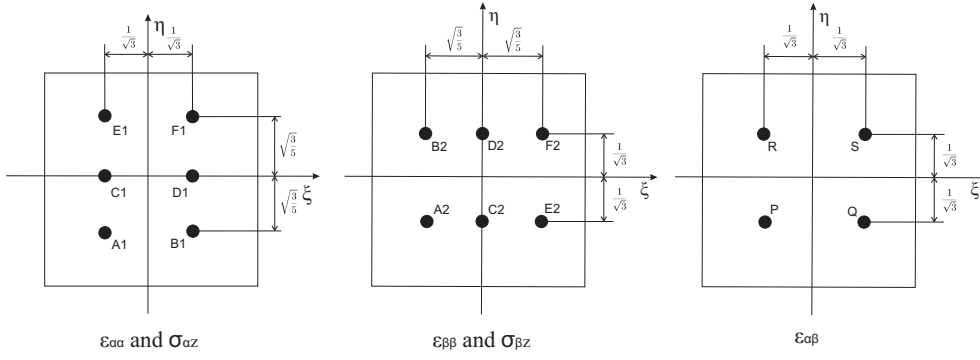 1/√3 η 1/√3
E1 F1
√3/5
C1 D1 ξ
√3/5
A1 B1
εαα and σαz
η
√3/5 √3/5
B2 D2 F2
1/√3
ξ
A2 C2 E2
1/√3
εββ and σβz
η
1/√3 1/√3
R S
1/√3
ξ
P Q
1/√3
εαβ